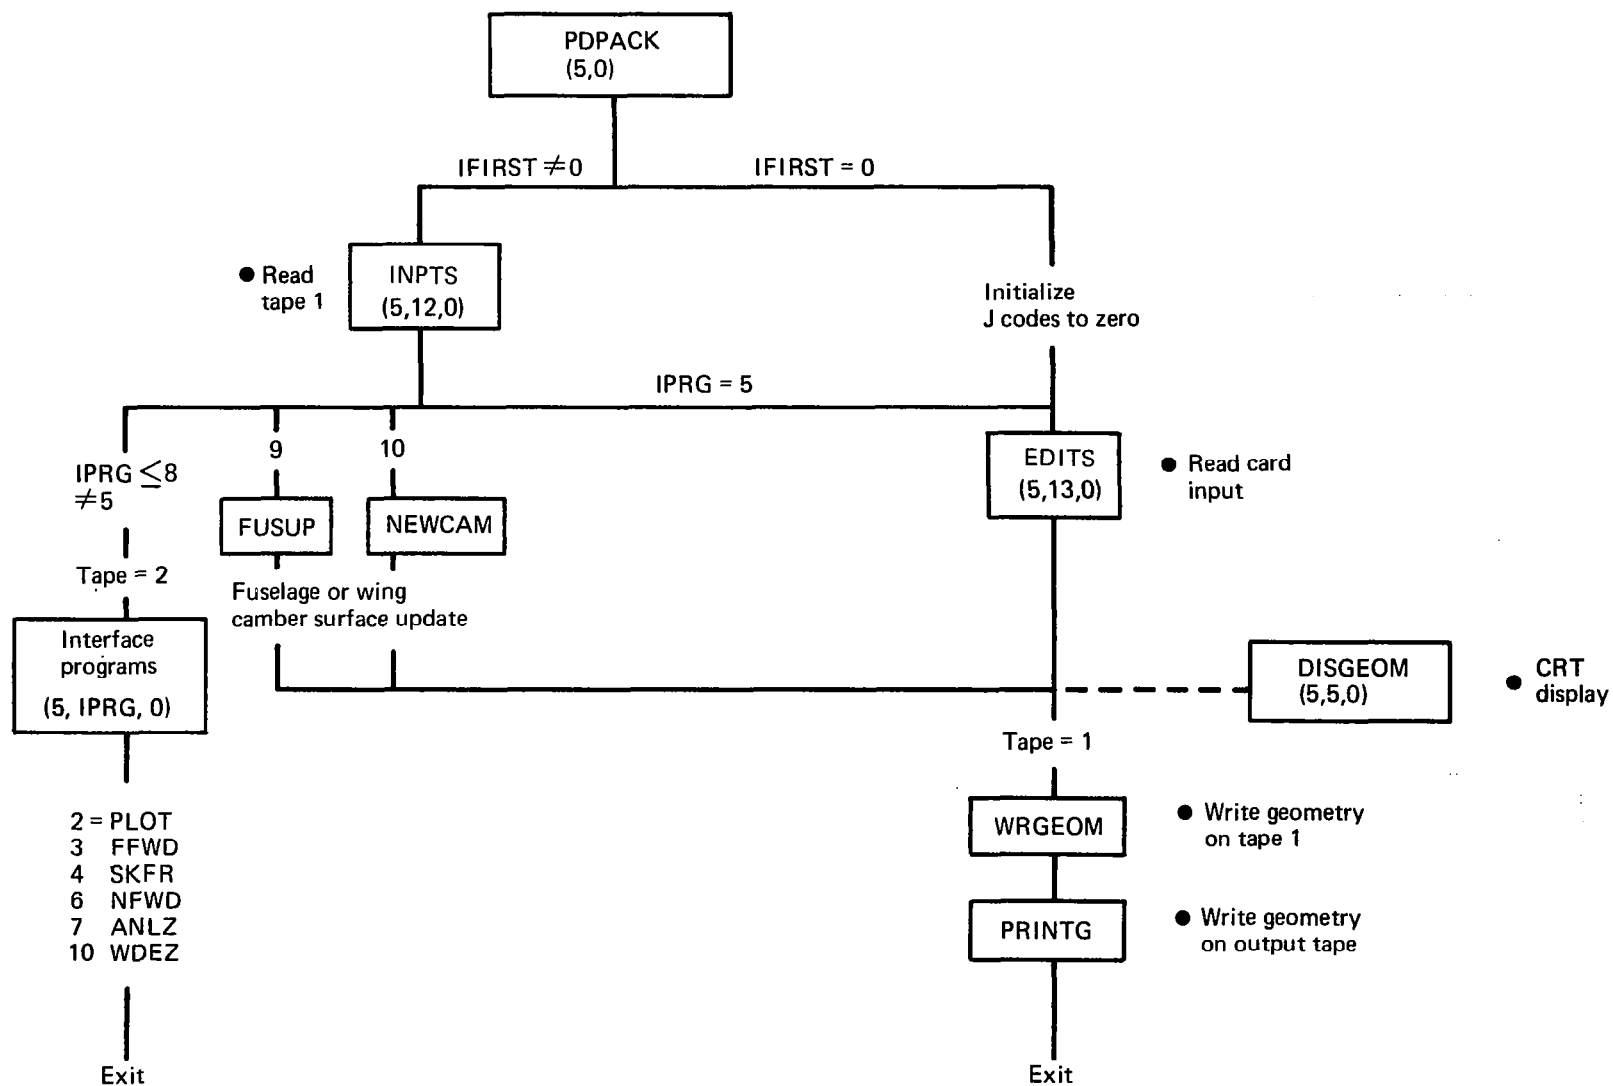 PDPACK
(5,0)
IFIRST ≠0
IFIRST = 0
● Read
tape 1
INPTS
(5,12,0)
Initialize
J codes to zero
IPRG = 5
9
10
IPRG ≤8
≠5
EDITS
(5,13,0)
● Read card
input
FUSUP
NEWCAM
Tape = 2
Fuselage or wing
camber surface update
Interface
programs
(5, IPRG, 0)
DISGEOM
(5,5,0)
● CRT
display
Tape = 1
2 = PLOT
3 FFWD
4 SKFR
6 NFWD
7 ANLZ
10 WDEZ
WRGEOM
● Write geometry
on tape 1
PRINTG
● Write geometry
on output tape
Exit
Exit